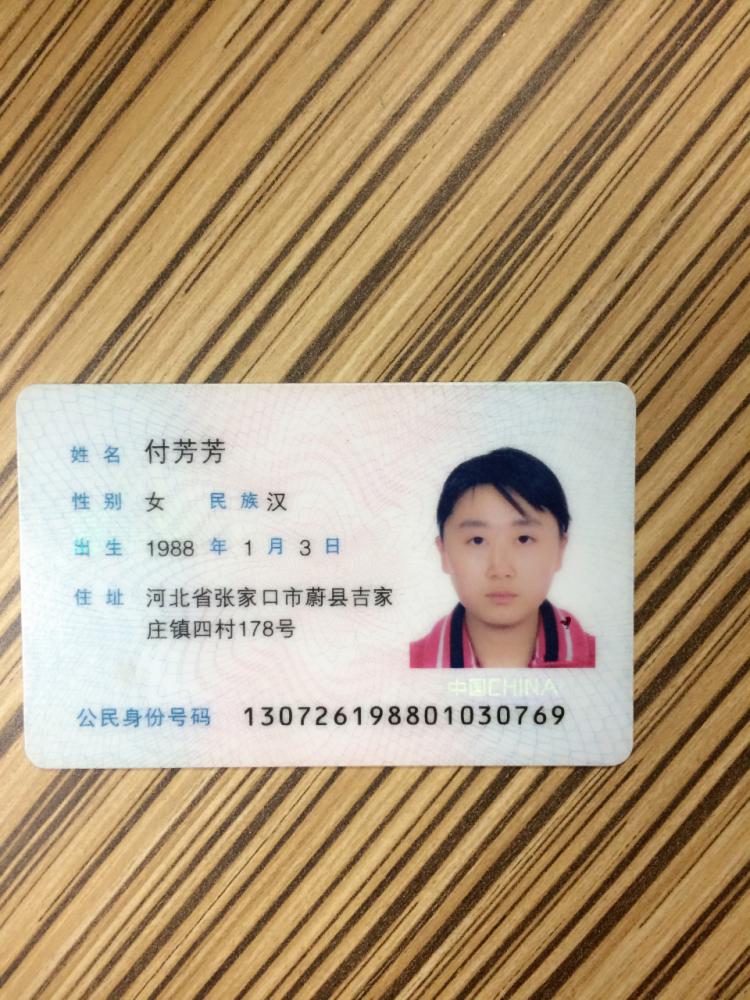 姓名 付芳芳
性别 女 民族 汉
出生 1988 年 1 月 3 日
住址 河北省张家口市蔚县吉家
庄镇四村178号
中国CHINA
公民身份号码 130726198801030769